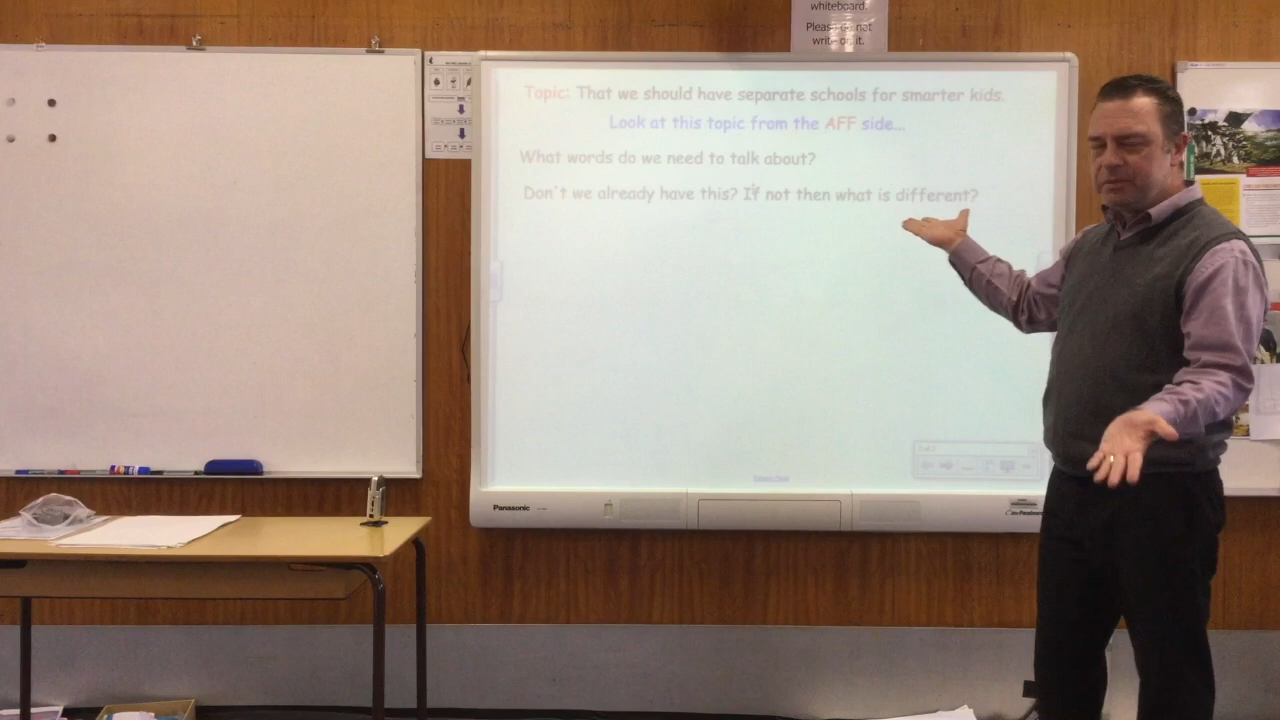 whiteboard.
Please do not
write on it.
Topic: That we should have separate schools for smarter kids.
Look at this topic from the AFF side...
What words do we need to talk about?
Don't we already have this? If not then what is different?
Panasonic